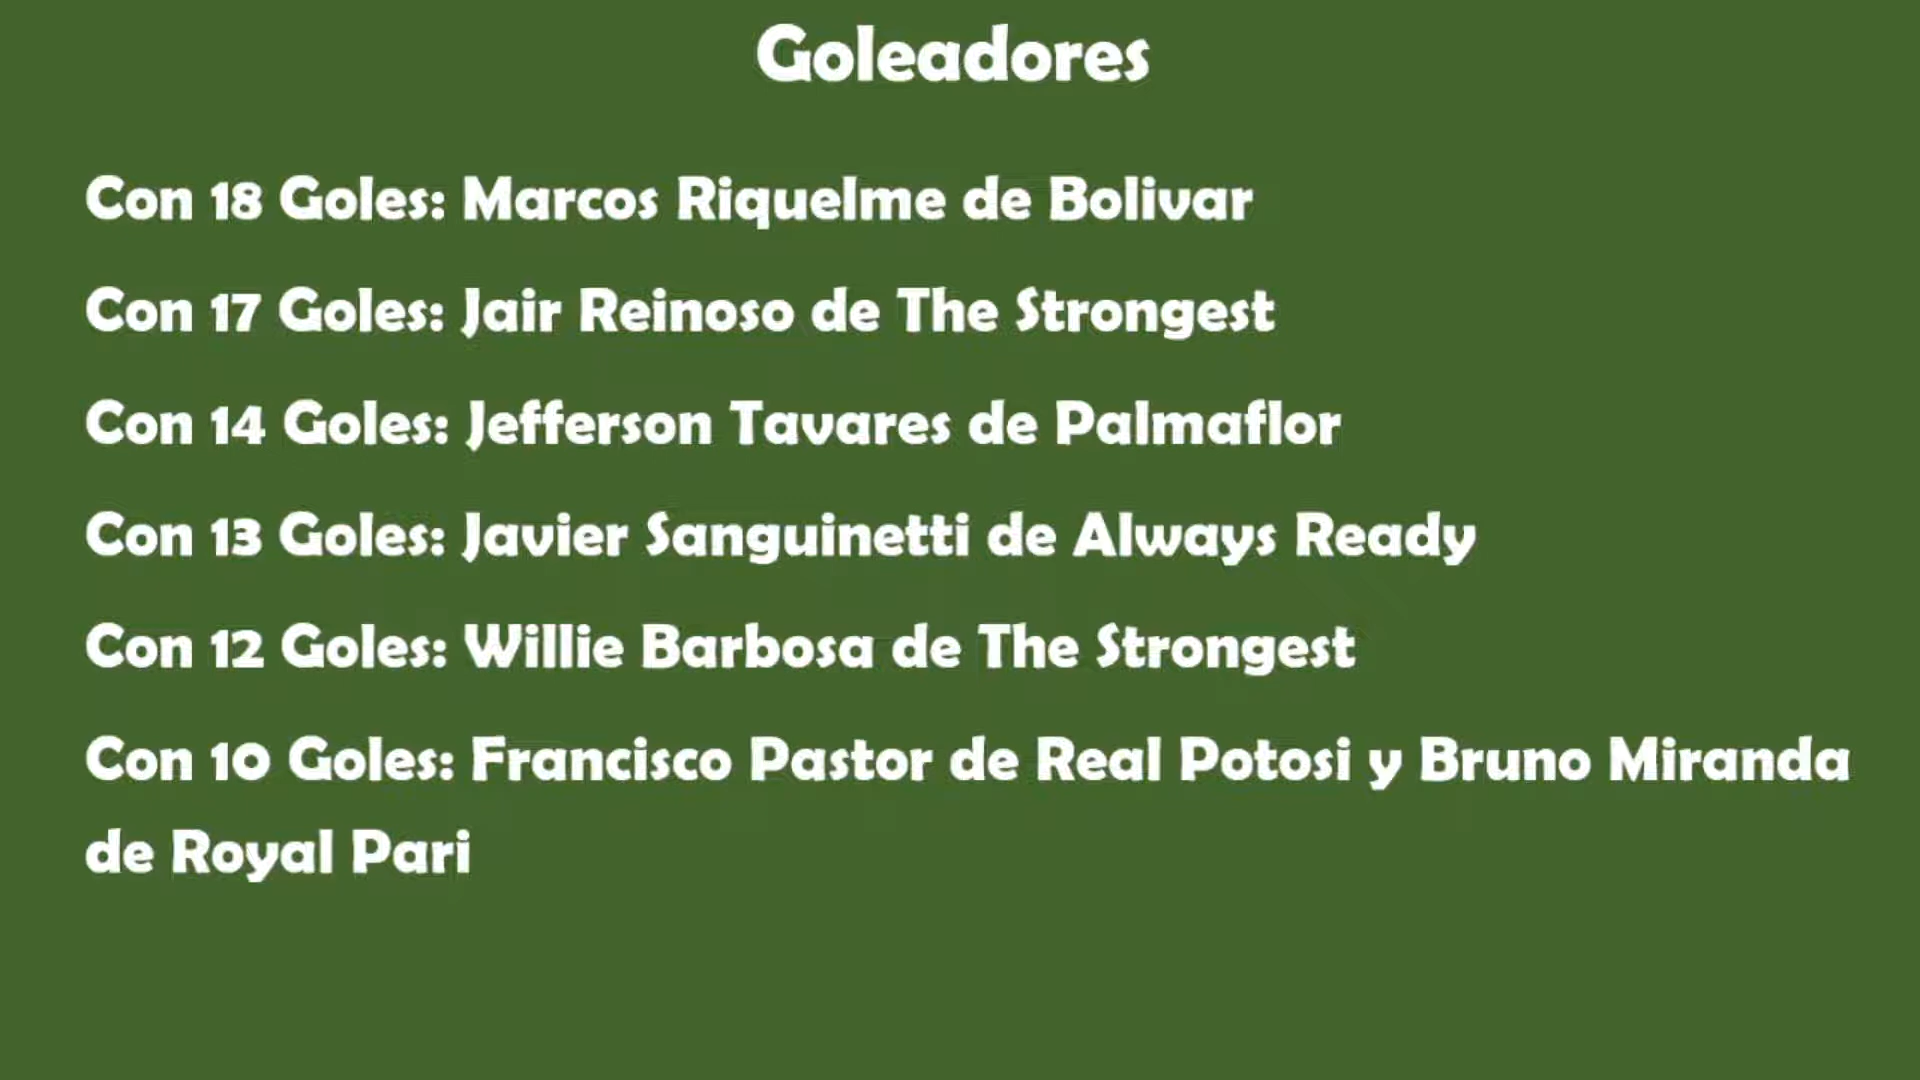 Goleadores
Con 18 Goles: Marcos Riquelme de Bolivar
Con 17 Goles: Jair Reinoso de The Strongest
Con 14 Goles: Jefferson Tavares de Palmaflor
Con 13 Goles: Javier Sanguinetti de Always Ready
Con 12 Goles: Willie Barbosa de The Strongest
Con 10 Goles: Francisco Pastor de Real Potosi y Bruno Miranda
de Royal Pari